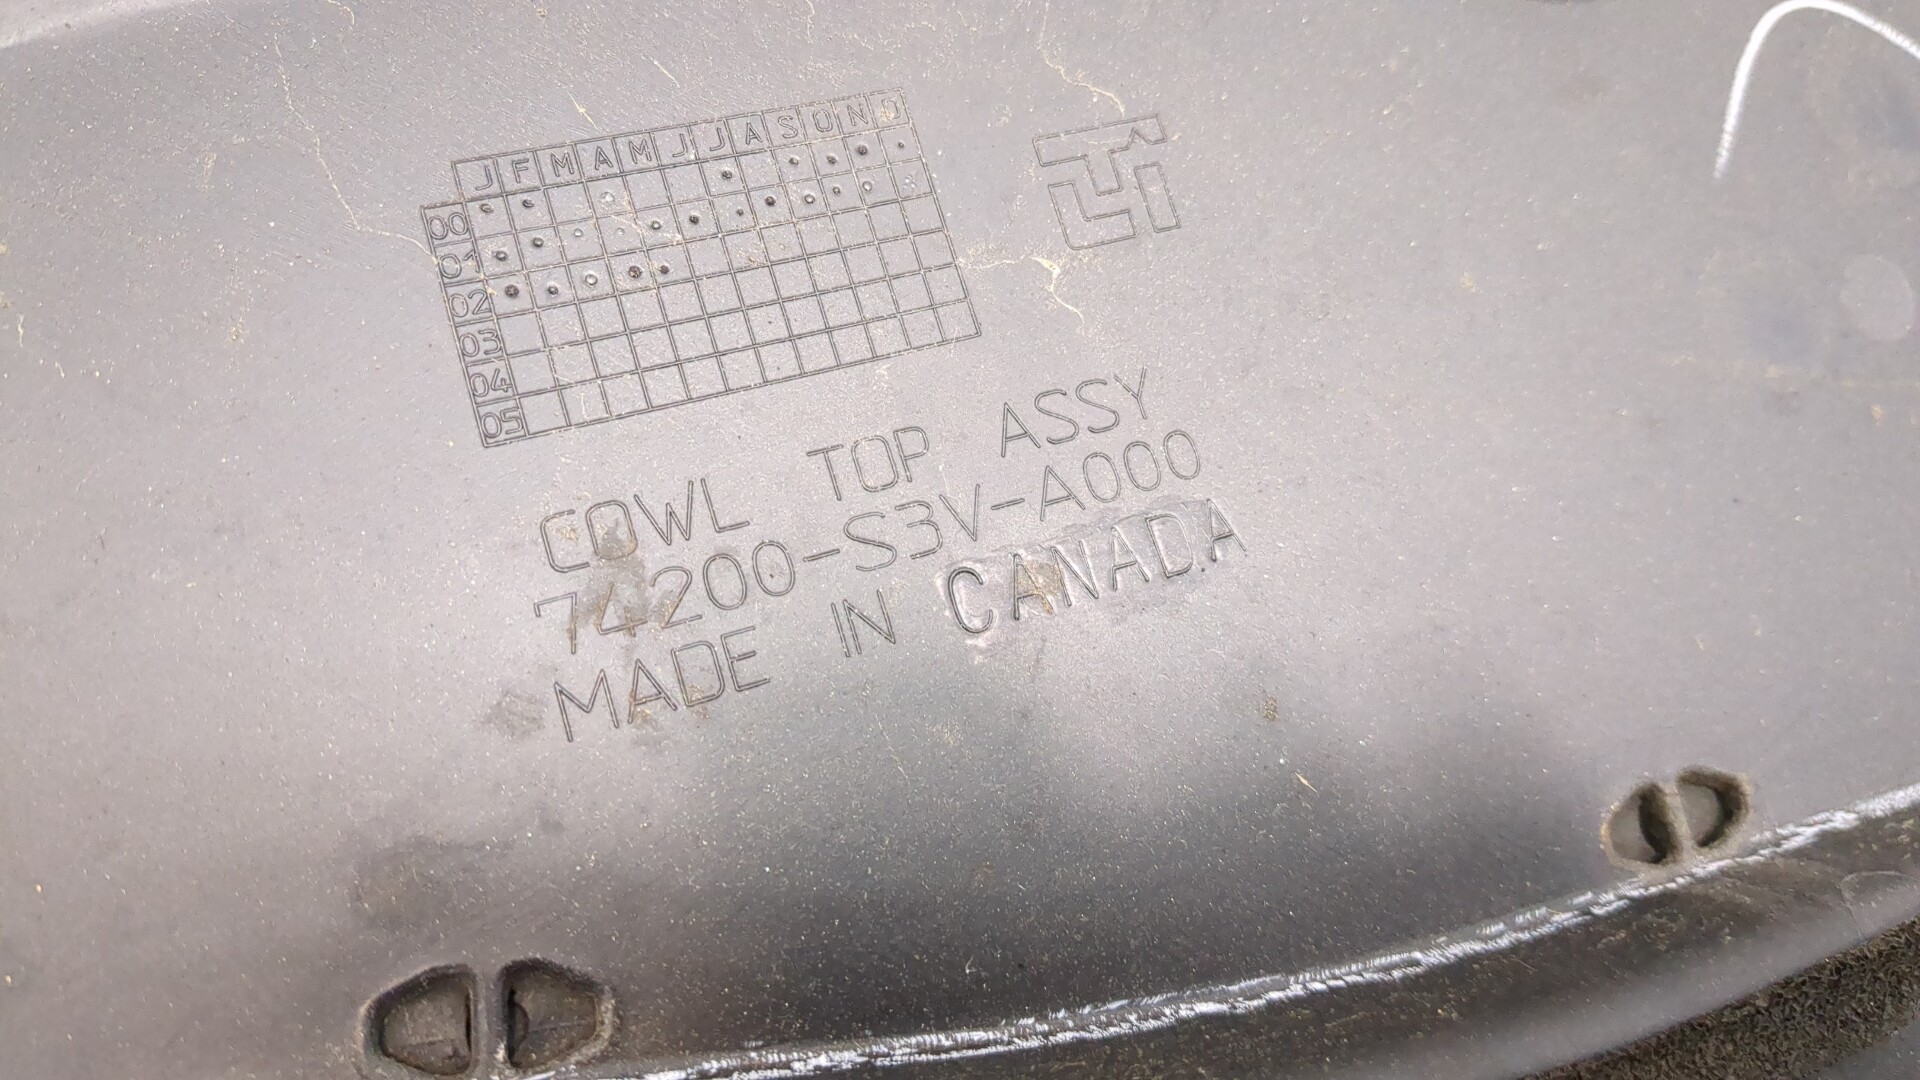 J F M A M J J A S O N D
00
01
02
03
04
05
COWL TOP ASSY
74200-S3V-A000
MADE IN CANADA